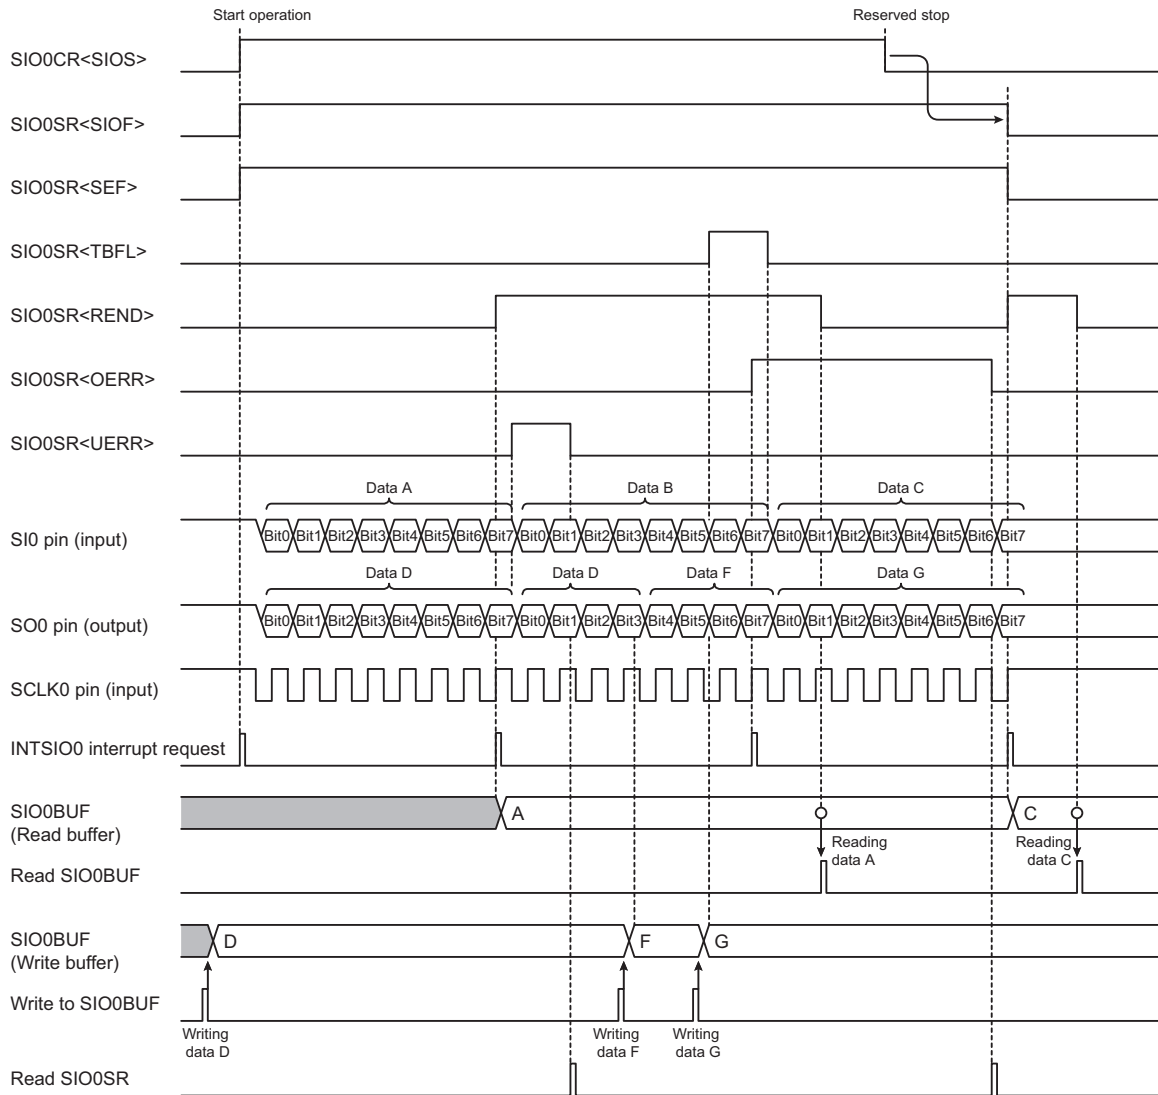 Start operation
Reserved stop
SIO0CR<SIOS>
SIO0SR<SIOF>
SIO0SR<SEF>
SIO0SR<TBFL>
SIO0SR<REND>
SIO0SR<OERR>
SIO0SR<UERR>
Data A
Data B
Data C
SI0 pin (input)
Bit0 Bit1 Bit2 Bit3 Bit4 Bit5 Bit6 Bit7 Bit0 Bit1 Bit2 Bit3 Bit4 Bit5 Bit6 Bit7 Bit0 Bit1 Bit2 Bit3 Bit4 Bit5 Bit6 Bit7
Data D
Data D
Data F
Data G
SO0 pin (output)
Bit0 Bit1 Bit2 Bit3 Bit4 Bit5 Bit6 Bit7 Bit0 Bit1 Bit2 Bit3 Bit4 Bit5 Bit6 Bit7 Bit0 Bit1 Bit2 Bit3 Bit4 Bit5 Bit6 Bit7
SCLK0 pin (input)
INTSIO0 interrupt request
SIO0BUF
(Read buffer)
A
C
Reading
data A
Reading
data C
Read SIO0BUF
SIO0BUF
(Write buffer)
D
F
G
Write to SIO0BUF
Writing
data D
Writing
data F
Writing
data G
Read SIO0SR